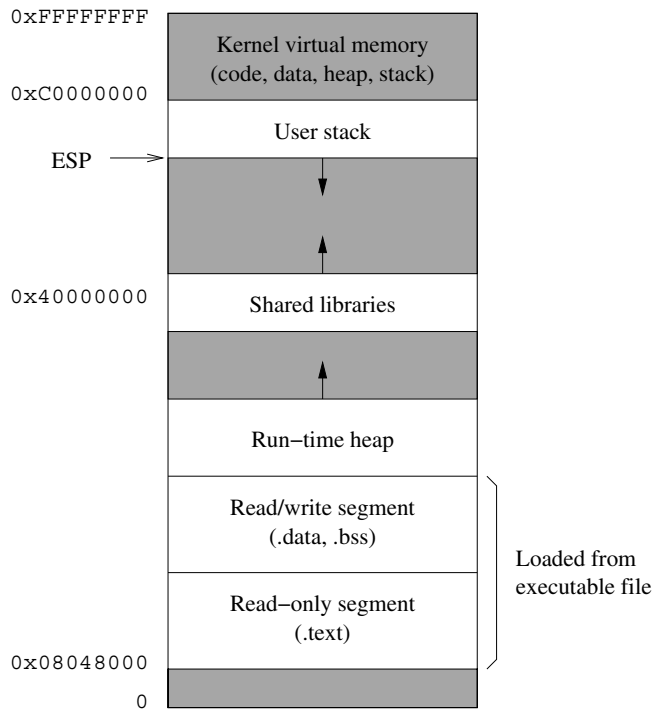 0xFFFFFFFF
Kernel virtual memory
(code, data, heap, stack)
0xC0000000
User stack
ESP
0x40000000
Shared libraries
Run−time heap
Read/write segment
(.data, .bss)
Loaded from
executable file
Read−only segment
(.text)
0x08048000
0